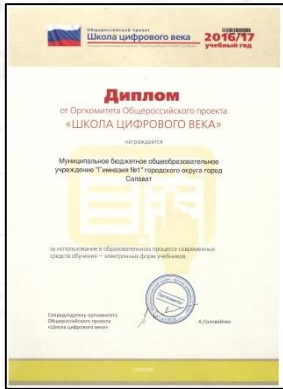 Общероссийский проект
Школа цифрового века
2016/17
учебный год
Диплом
от Оргкомитета Общероссийского проекта
«ШКОЛА ЦИФРОВОГО ВЕКА»
награждается
Муниципальное бюджетное общеобразовательное
учреждение "Гимназия №1" городского округа город
Салават
за использование в образовательном процессе современных
средств обучения – электронных форм учебников.
Сопредседатель оргкомитета
Общероссийского проекта
«Школа цифрового века»
А.Соловейчик
Оргкомитет